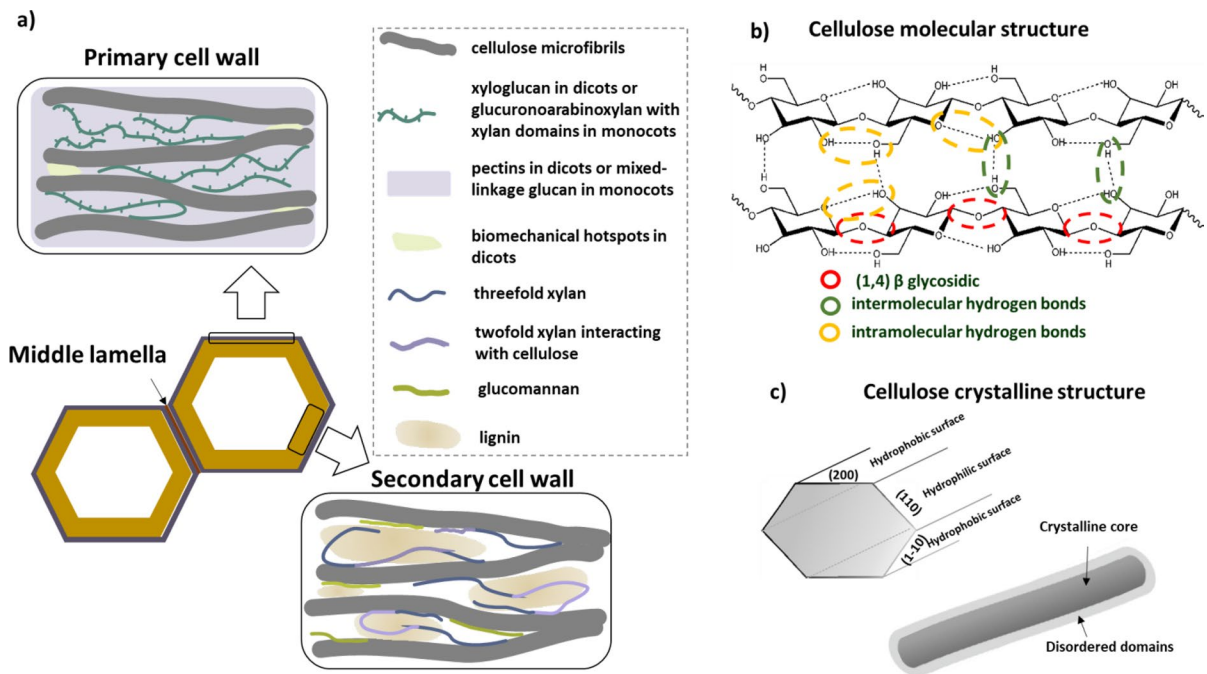 a)
Primary cell wall
Middle lamella
Secondary cell wall
cellulose microfibrils
xyloglucan in dicots or
glucuronoarabinoxylan with
xylan domains in monocots
pectins in dicots or mixed-
linkage glucan in monocots
biomechanical hotspots in
dicots
threefold xylan
twofold xylan interacting
with cellulose
glucomannan
lignin
b)
Cellulose molecular structure
(1,4) β glycosidic
intermolecular hydrogen bonds
intramolecular hydrogen bonds
c)
Cellulose crystalline structure
Hydrophobic surface
(200)
Hydrophilic surface
(110)
Hydrophobic surface
(1-10)
Crystalline core
Disordered domains